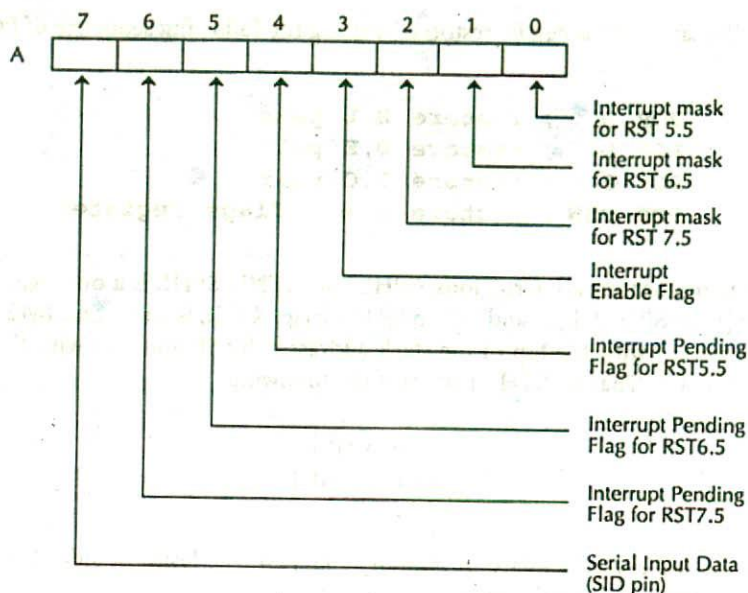 7 6 5 4 3 2 1 0
A
Interrupt mask
for RST 5.5
Interrupt mask
for RST 6.5
Interrupt mask
for RST 7.5
Interrupt
Enable Flag
Interrupt Pending
Flag for RST5.5
Interrupt Pending
Flag for RST6.5
Interrupt Pending
Flag for RST7.5
Serial Input Data
(SID pin)